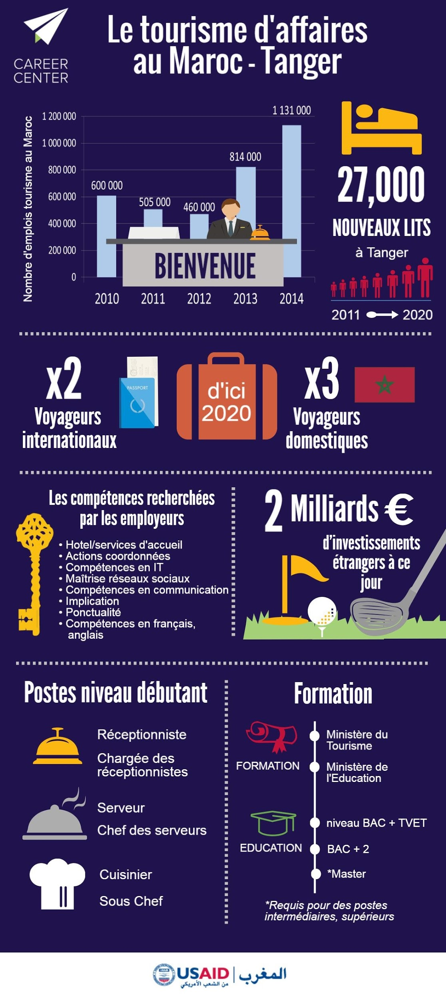 Le tourisme d'affaires
au Maroc - Tanger
CAREER
CENTER
Nombre d'emplois tourisme au Maroc
1 200 000
1 000 000
800 000
600 000
400 000
200 000
0
600 000
505 000
460 000
814 000
1 131 000
BIENVENUE
2010
2011
2012
2013
2014
27,000
NOUVEAUX LITS
à Tanger
2011
2020
x2
Voyageurs
internationaux
PASSPORT
d'ici
2020
x3
Voyageurs
domestiques
Les compétences recherchées
par les employeurs
• Hotel/services d'accueil
• Actions coordonnées
• Compétences en IT
• Maîtrise réseaux sociaux
• Compétences en communication
• Implication
• Ponctualité
• Compétences en français,
anglais
2 Milliards €
d'investissements
étrangers à ce
jour
Postes niveau débutant
Réceptionniste
Chargée des
réceptionnistes
Serveur
Chef des serveurs
Cuisinier
Sous Chef
Formation
FORMATION
Ministère du
Tourisme
Ministère de
l'Education
EDUCATION
niveau BAC + TVET
BAC + 2
*Master
*Requis pour des postes
intermédiaires, supérieurs
USAID
من الشعب الأمريكي
المغرب